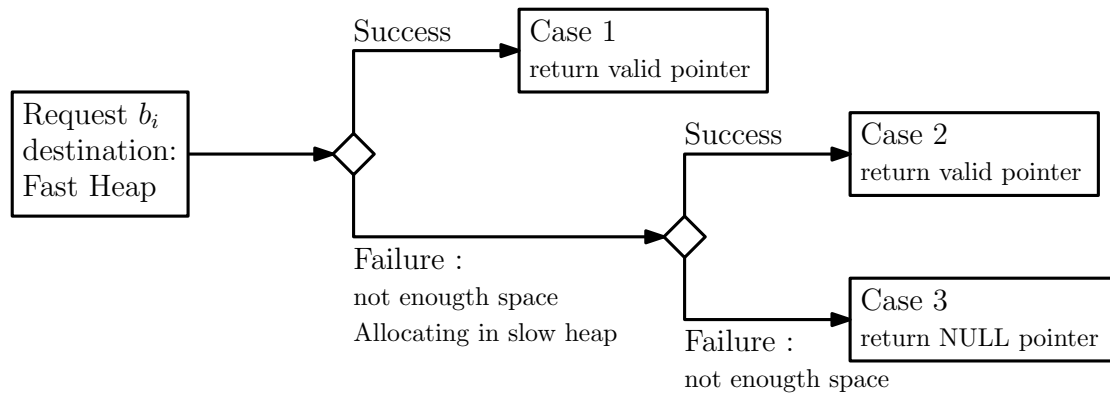 Success
Case 1
return valid pointer
Request b_i
destination:
Fast Heap
Success
Case 2
return valid pointer
Failure :
not enougth space
Allocating in slow heap
Case 3
return NULL pointer
Failure :
not enougth space